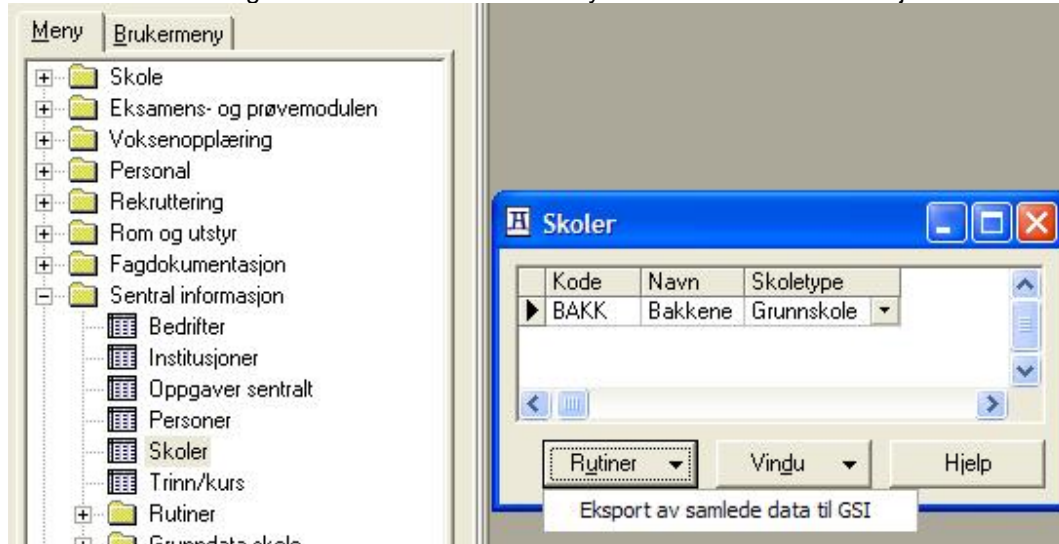 Meny Brukermeny
Skole
Eksamens- og prøvemodulen
Voksenopplæring
Personal
Rekruttering
Rom og utstyr
Fagdokumentasjon
Sentral informasjon
Bedrifter
Institusjoner
Oppgaver sentralt
Personer
Skoler
Trinn/kurs
Rutiner
Grunndata skole
Skoler
Kode Navn Skoletype
BAKK Bakkene Grunnskole
Rutiner Vindu Hjelp
Eksport av samlede data til GSI